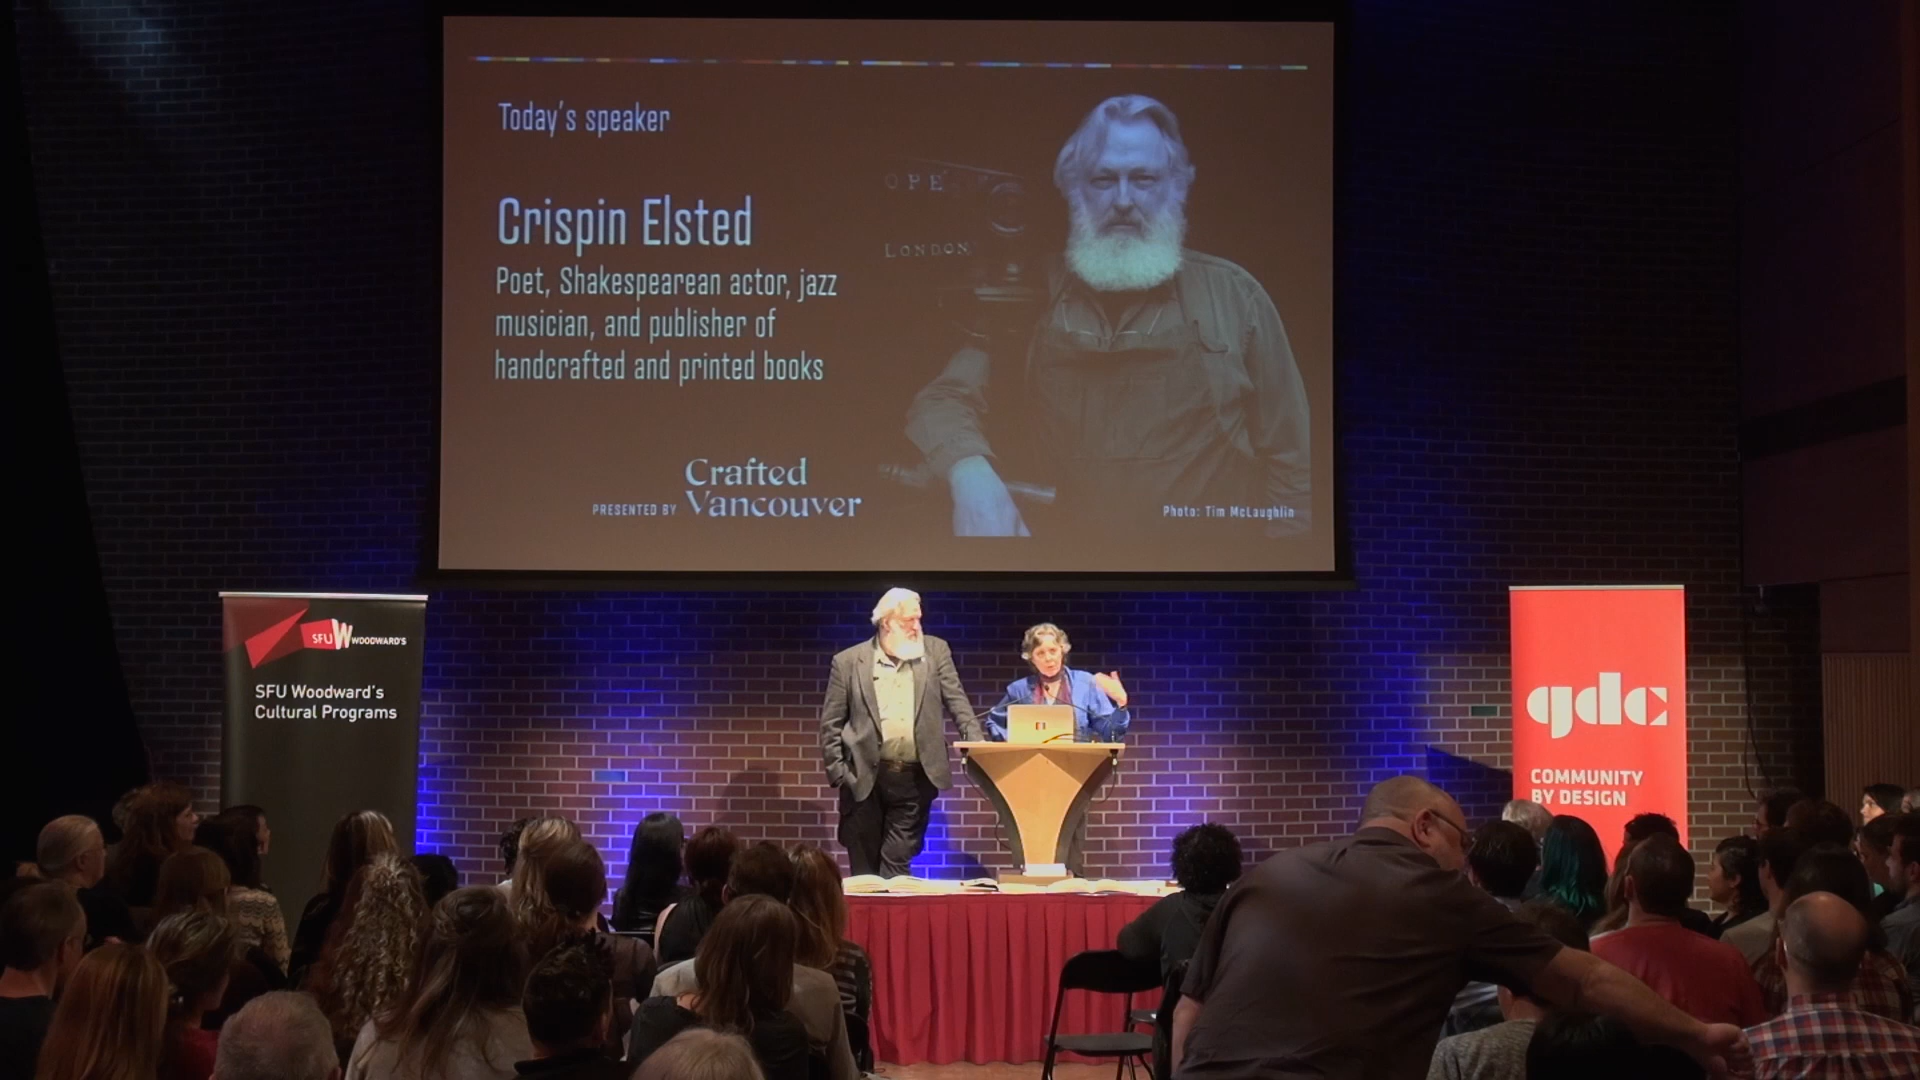 Today's speaker
OPE
LONDON
Crispin Elsted
Poet, Shakespearean actor, jazz
musician, and publisher of
handcrafted and printed books
PRESENTED BY Crafted
Vancouver
Photo: Tim McLaughlin
SFU W WOODWARD'S
SFU Woodward's
Cultural Programs
gdc
COMMUNITY
BY DESIGN